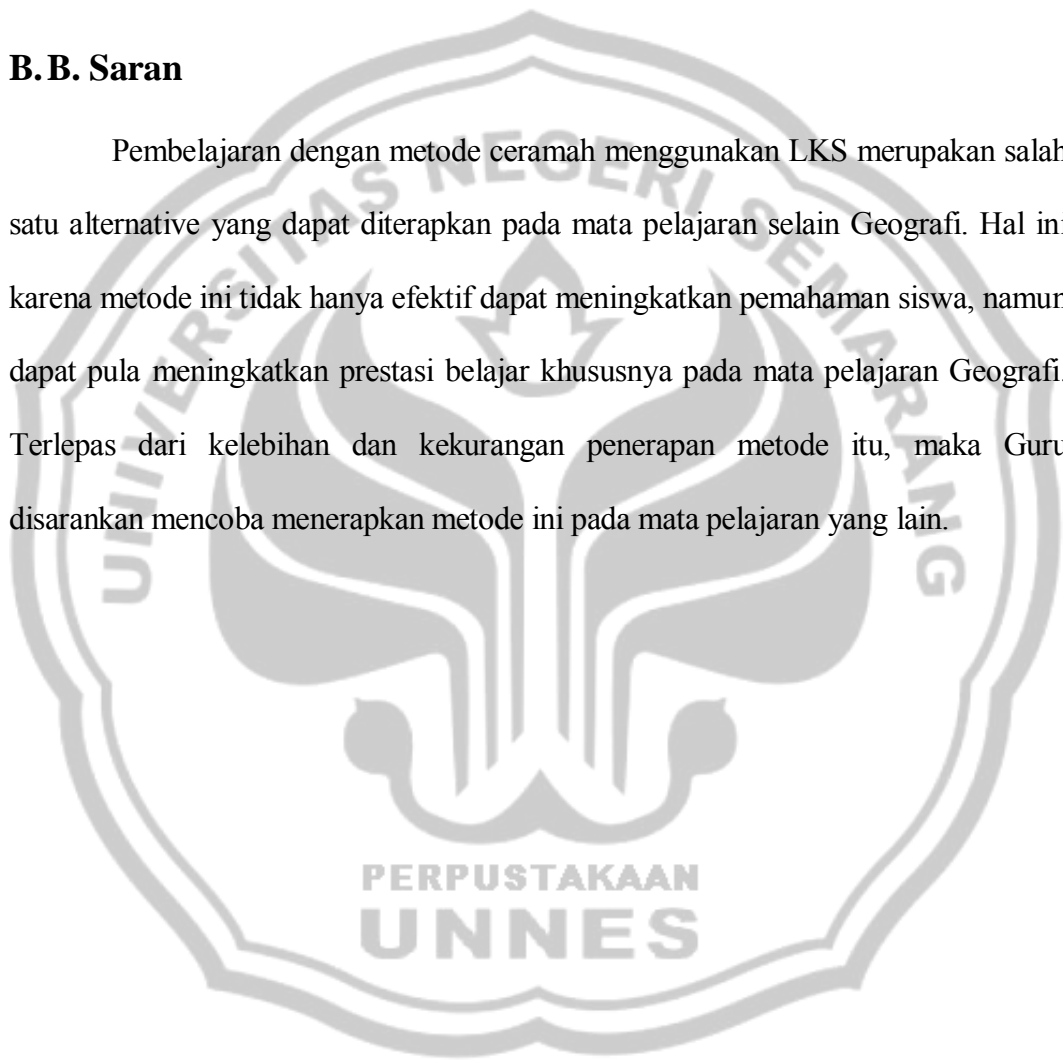 B. B. Saran
Pembelajaran dengan metode ceramah menggunakan LKS merupakan salah
satu alternative yang dapat diterapkan pada mata pelajaran selain Geografi. Hal ini
karena metode ini tidak hanya efektif dapat meningkatkan pemahaman siswa, namun
dapat pula meningkatkan prestasi belajar khususnya pada mata pelajaran Geografi.
Terlepas dari kelebihan dan kekurangan penerapan metode itu, maka Guru
disarankan mencoba menerapkan metode ini pada mata pelajaran yang lain.
UNIVERSITAS NEGERI SEMARANG
PERPUSTAKAAN
UNNES